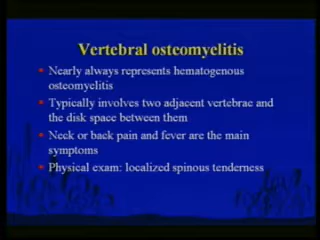 Vertebral osteomyelitis
Nearly always represents hematogenous
osteomyelitis
Typically involves two adjacent vertebrae and
the disk space between them
Neck or back pain and fever are the main
symptoms
Physical exam: localized spinous tenderness